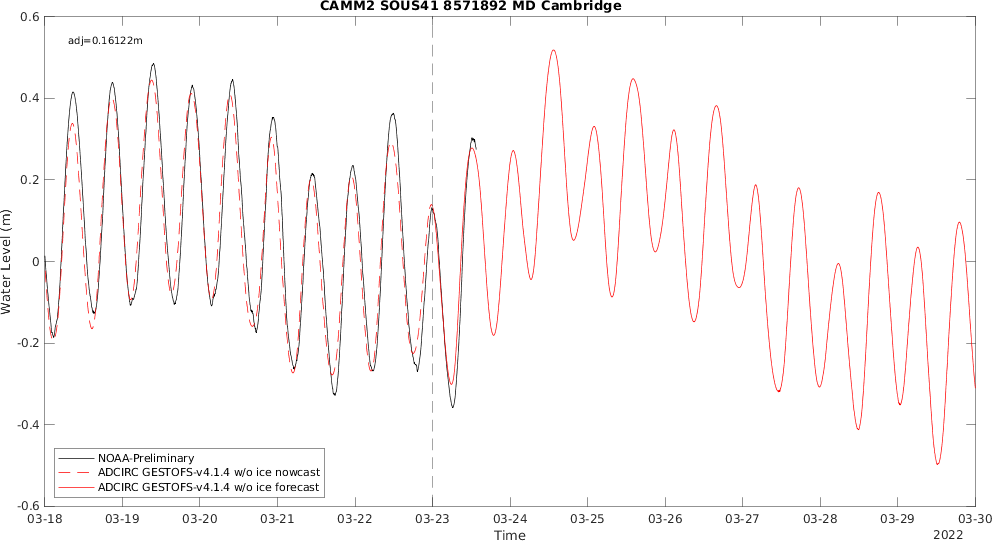 CAMM2 SOUS41 8571892 MD Cambridge
adj=0.16122m
0.6
0.4
0.2
0
-0.2
-0.4
-0.6
Water Level (m)
NOAA-Preliminary
ADCIRC GESTOFS-v4.1.4 w/o ice nowcast
ADCIRC GESTOFS-v4.1.4 w/o ice forecast
03-18 03-19 03-20 03-21 03-22 03-23 03-24 03-25 03-26 03-27 03-28 03-29 03-30
Time
2022